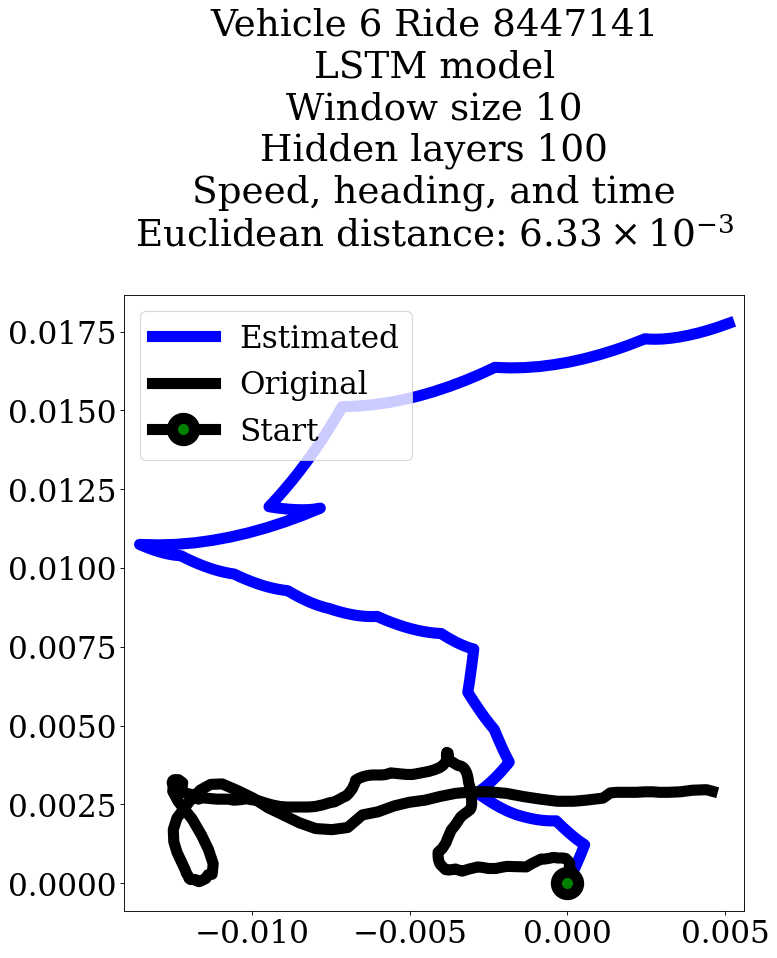 Vehicle 6 Ride 8447141
LSTM model
Window size 10
Hidden layers 100
Speed, heading, and time
Euclidean distance: 6.33 × 10⁻³
Estimated
Original
Start
0.0175
0.0150
0.0125
0.0100
0.0075
0.0050
0.0025
0.0000
−0.010 −0.005 0.000 0.005